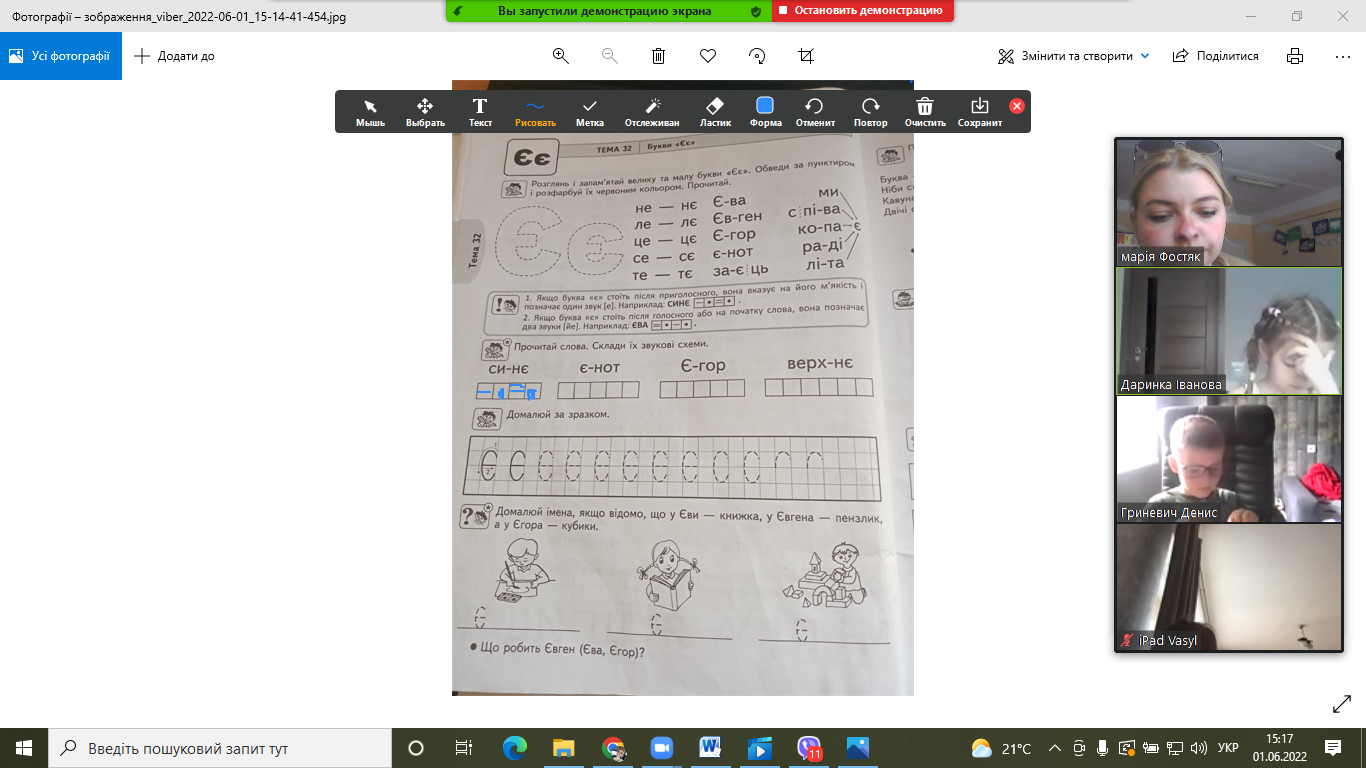 Фотографії – зображення_viber_2022-06-01_15-14-41-454.jpg
Вы запустили демонстрацию экрана
Остановить демонстрацию
Усі фотографії
Додати до
Змінити та створити
Поділитися
Мышь
Выбрать
Текст
Рисовать
Метка
Отслеживан
Ластик
Форма
Отменит
Повтор
Очистить
Сохранит
Єє
ТЕМА 32
Букви «Єє»
Розглянь і запам'ятай велику та малу букви «Єє». Обведи за пунктиром
і розфарбуй їх червоним кольором. Прочитай.
Тема 32
Єє
не — нє Є-ва
ле — лє Єв-ген
це — цє Є-гор
се — сє є-нот
те — тє за-є ць
ми
с пі-ва
ко-па є
ра-ді
лі-та
Буква
Ніби
Кавун
Двічі
1. Якщо буква «є» стоїть після приголосного, вона вказує на його м'якість і
позначає один звук [е]. Наприклад: СИНЄ
2. Якщо буква «є» стоїть після голосного або на початку слова, вона позначає
два звуки [йе]. Наприклад: ЄВА
Прочитай слова. Склади їх звукові схеми.
си-нє є-нот Є-гор верх-нє
Домалюй за зразком.
Є Є Є Є Є Є Є Є
Домалюй імена, якщо відомо, що у Єви — книжка, у Євгена — пензлик,
а у Єгора — кубики.
Є Є Є
• Що робить Євген (Єва, Єгор)?
марія Фостяк
Даринка Іванова
Гриневич Денис
iPad Vasyl
Введіть пошуковий запит тут
11
21°C
УКР
15:17
01.06.2022